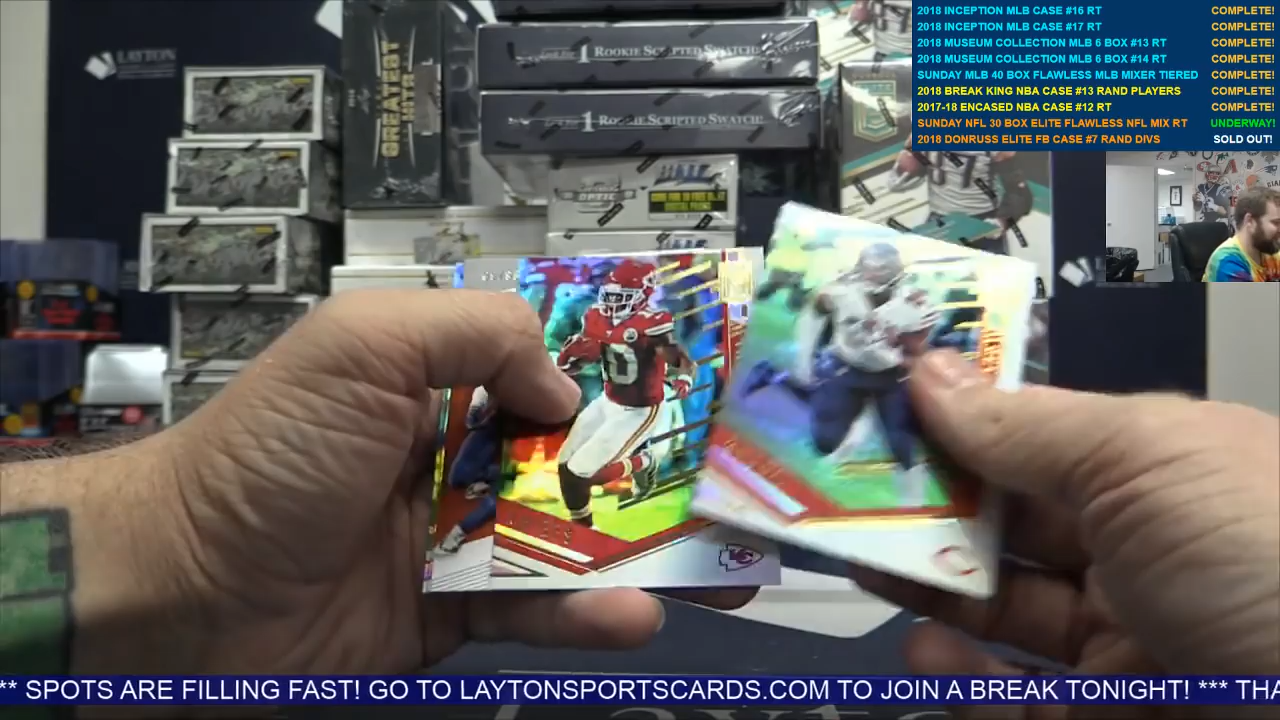 2018 INCEPTION MLB CASE #16 RT COMPLETE!
2018 INCEPTION MLB CASE #17 RT COMPLETE!
2018 MUSEUM COLLECTION MLB 6 BOX #13 RT COMPLETE!
2018 MUSEUM COLLECTION MLB 6 BOX #14 RT COMPLETE!
SUNDAY MLB 40 BOX FLAWLESS MLB MIXER TIERED COMPLETE!
2018 BREAK KING NBA CASE #13 RAND PLAYERS COMPLETE!
2017-18 ENCASED NBA CASE #12 RT COMPLETE!
SUNDAY NFL 30 BOX ELITE FLAWLESS NFL MIX RT UNDERWAY!
2018 DONRUSS ELITE FB CASE #7 RAND DIVS SOLD OUT!
LAYTON
GREATEST HITS
1 ROOKIE SCRIPTED SWATCH
1 ROOKIE SCRIPTED SWATCH
OPTIC
10
KC
** SPOTS ARE FILLING FAST! GO TO LAYTONSPORTSCARDS.COM TO JOIN A BREAK TONIGHT! *** THA